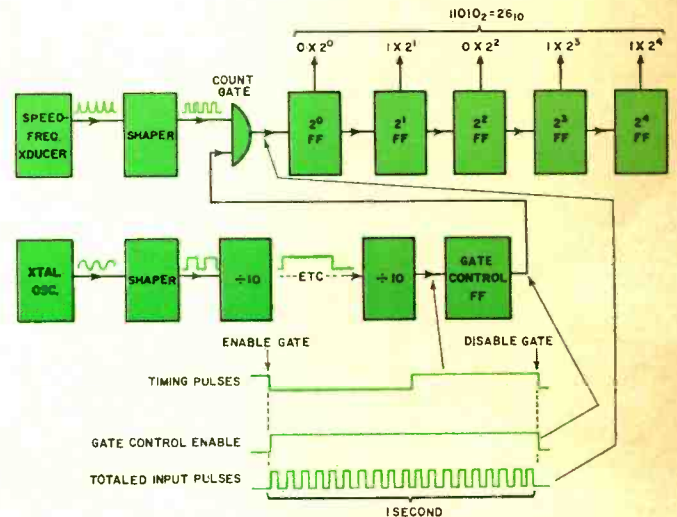 11010₂=26₁₀
0 X 2⁰ 1 X 2¹ 0 X 2² 1 X 2³ 1 X 2⁴
COUNT
GATE
SPEED-
FREQ.
XDUCER
SHAPER
2⁰
FF
2¹
FF
2²
FF
2³
FF
2⁴
FF
XTAL
OSC.
SHAPER
÷10
ETC
÷10
GATE
CONTROL
FF
ENABLE GATE
DISABLE GATE
TIMING PULSES
GATE CONTROL ENABLE
TOTALED INPUT PULSES
1 SECOND